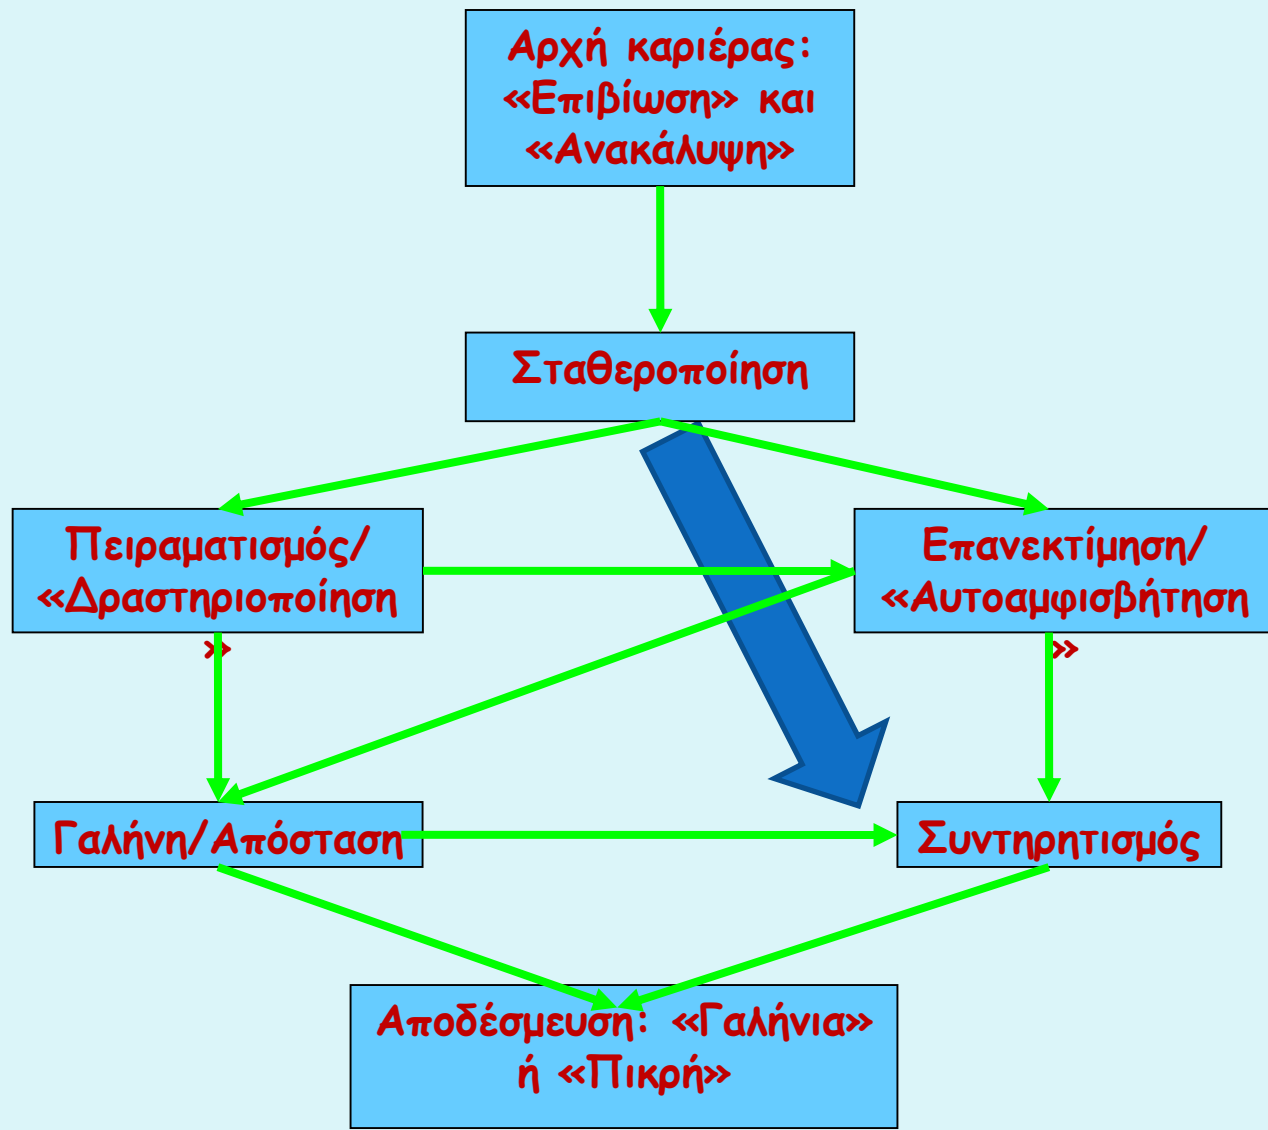 Αρχή καριέρας:
«Επιβίωση» και
«Ανακάλυψη»
Σταθεροποίηση
Πειραματισμός/
«Δραστηριοποίηση
»
Επανεκτίμηση/
«Αυτοαμφισβήτηση
»
Γαλήνη/Απόσταση
Συντηρητισμός
Αποδέσμευση: «Γαλήνια»
ή «Πικρή»